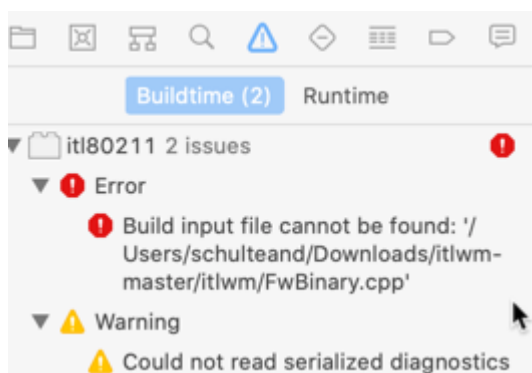 Buildtime (2) Runtime
itl80211 2 issues
Error
Build input file cannot be found: '/
Users/schulteand/Downloads/itlwm-
master/itlwm/FwBinary.cpp'
Warning
Could not read serialized diagnostics